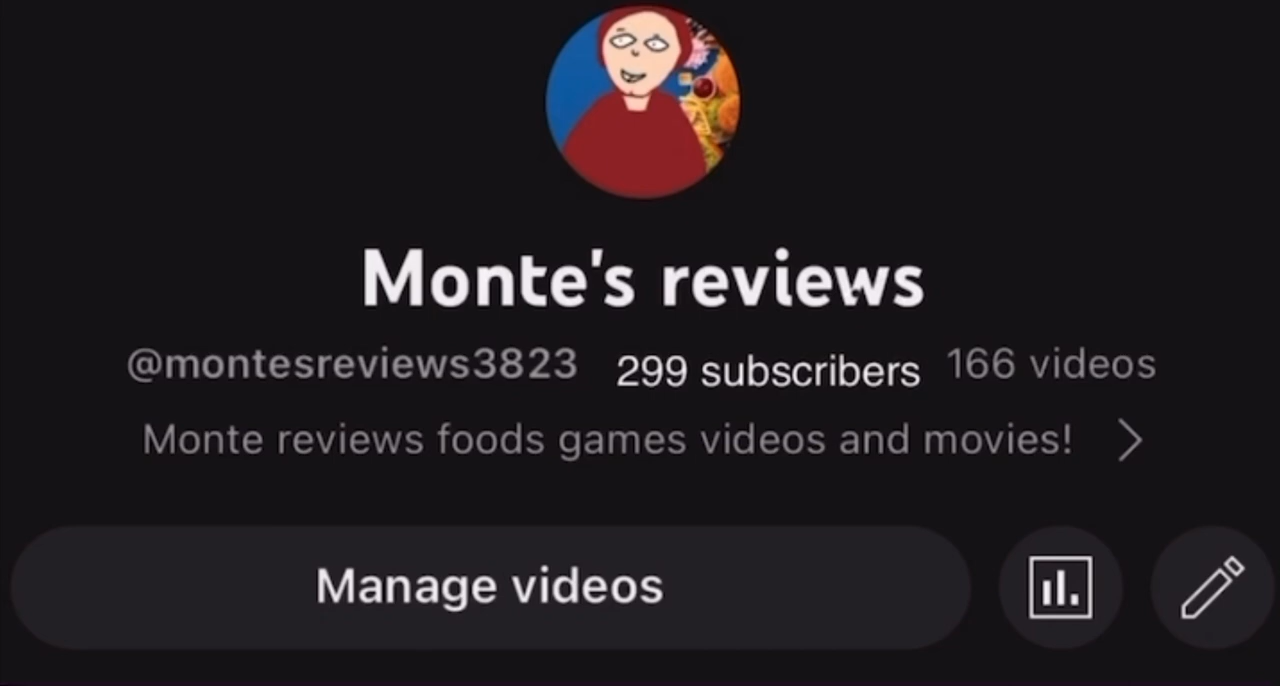 Monte's reviews
@montesreviews3823 299 subscribers 166 videos
Monte reviews foods games videos and movies!
Manage videos